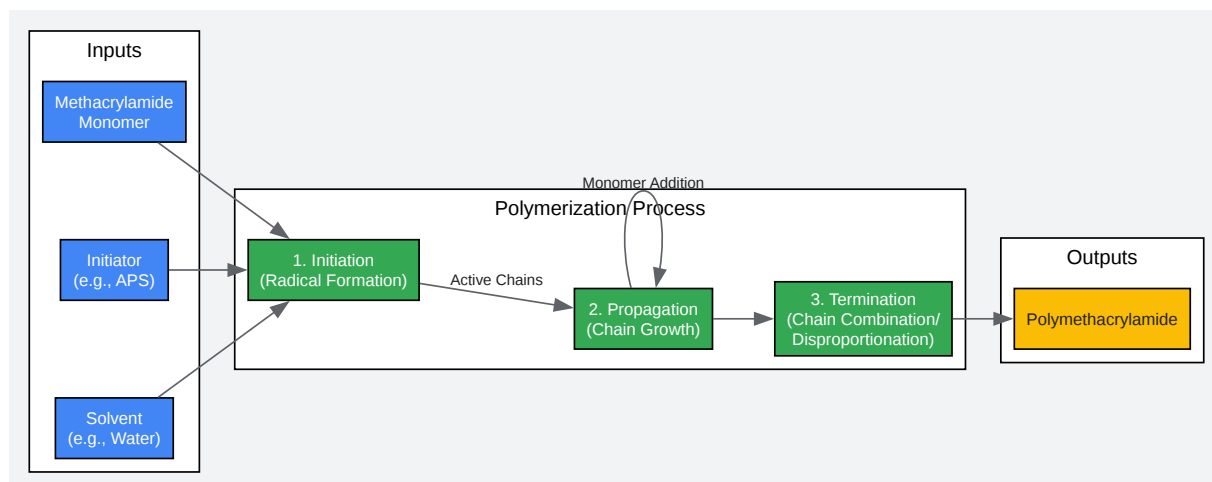 Inputs
Methacrylamide
Monomer
Initiator
(e.g., APS)
Solvent
(e.g., Water)
Monomer Addition
Polymerization Process
1. Initiation
(Radical Formation)
Active Chains
2. Propagation
(Chain Growth)
3. Termination
(Chain Combination/
Disproportionation)
Outputs
Polymethacrylamide